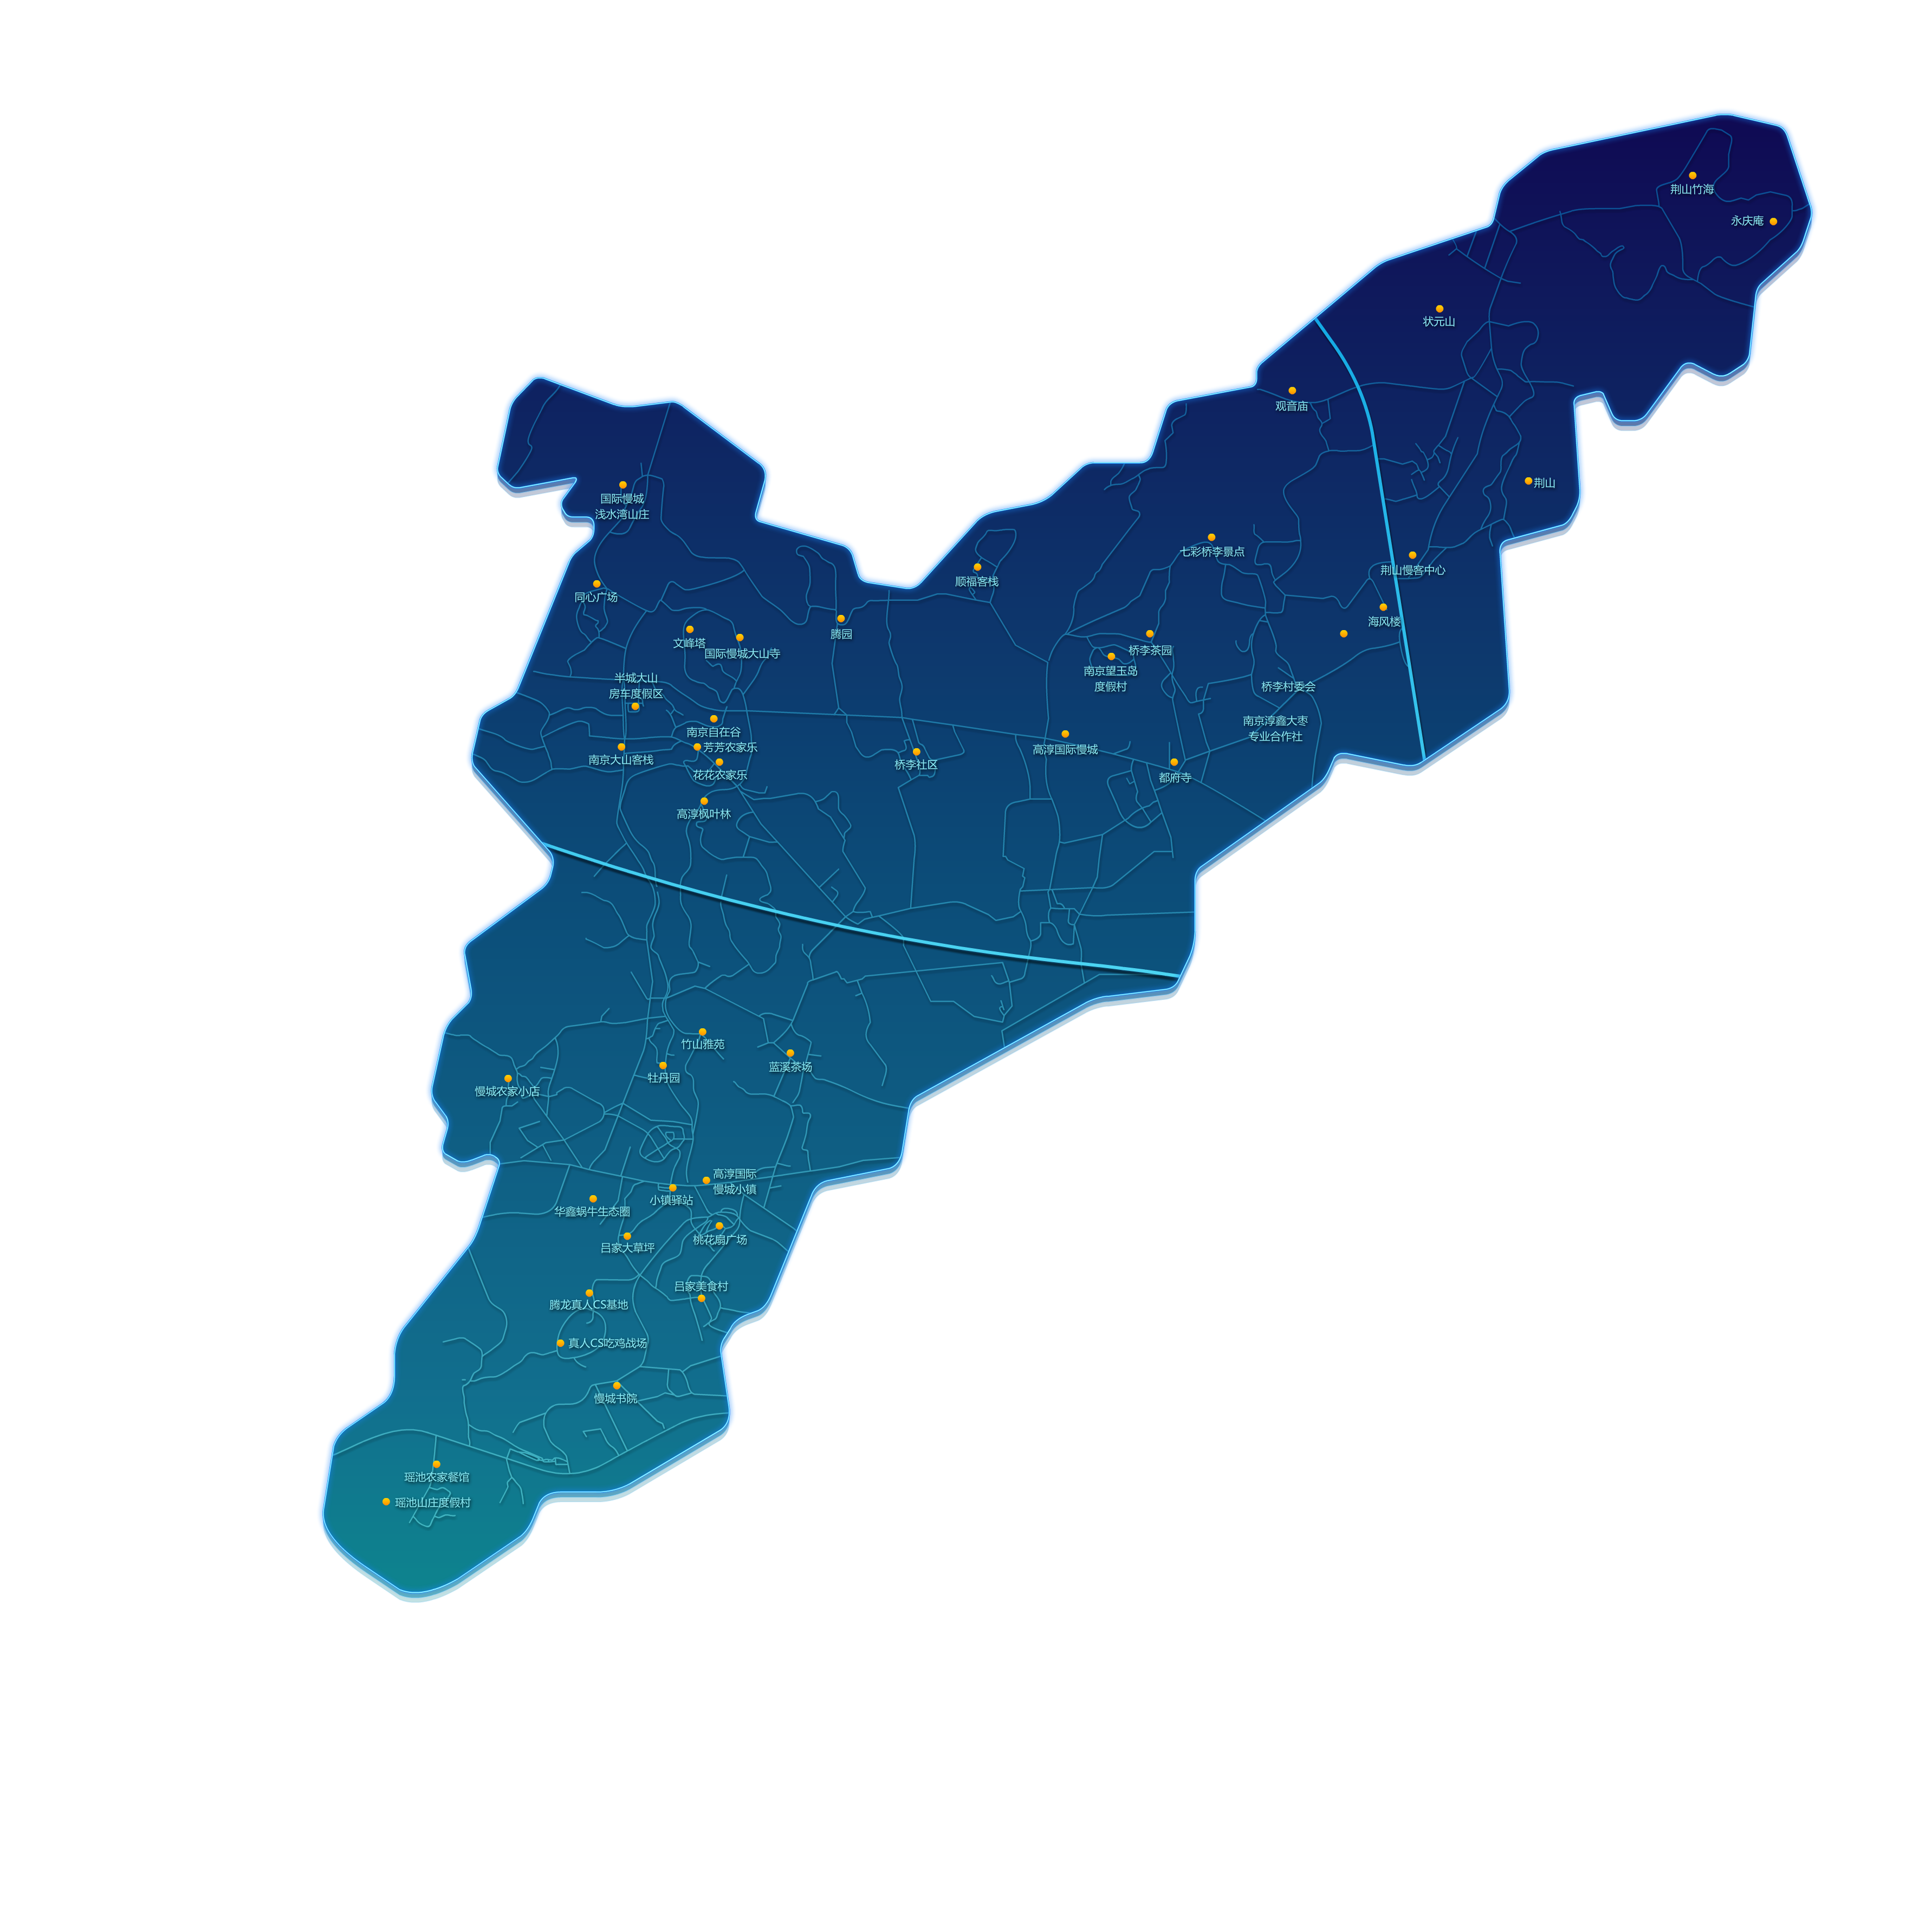 荆山竹海
永庆庵
状元山
观音庙
荆山
国际慢城
浅水湾山庄
七彩桥李景点
荆山慢客中心
顺福客栈
同心广场
海风楼
腾园
文峰塔
国际慢城大山寺
桥李茶园
南京望玉岛
度假村
半城大山
房车度假区
桥李村委会
南京淳鑫大枣
专业合作社
南京自在谷
芳芳农家乐
南京大山客栈
高淳国际慢城
桥李社区
花花农家乐
都府寺
高淳枫叶林
竹山雅苑
蓝溪茶场
牡丹园
慢城农家小店
高淳国际
慢城小镇
小镇驿站
华鑫蜗牛生态圈
桃花扇广场
吕家大草坪
吕家美食村
腾龙真人CS基地
真人CS吃鸡战场
慢城书院
瑶池农家餐馆
瑶池山庄度假村